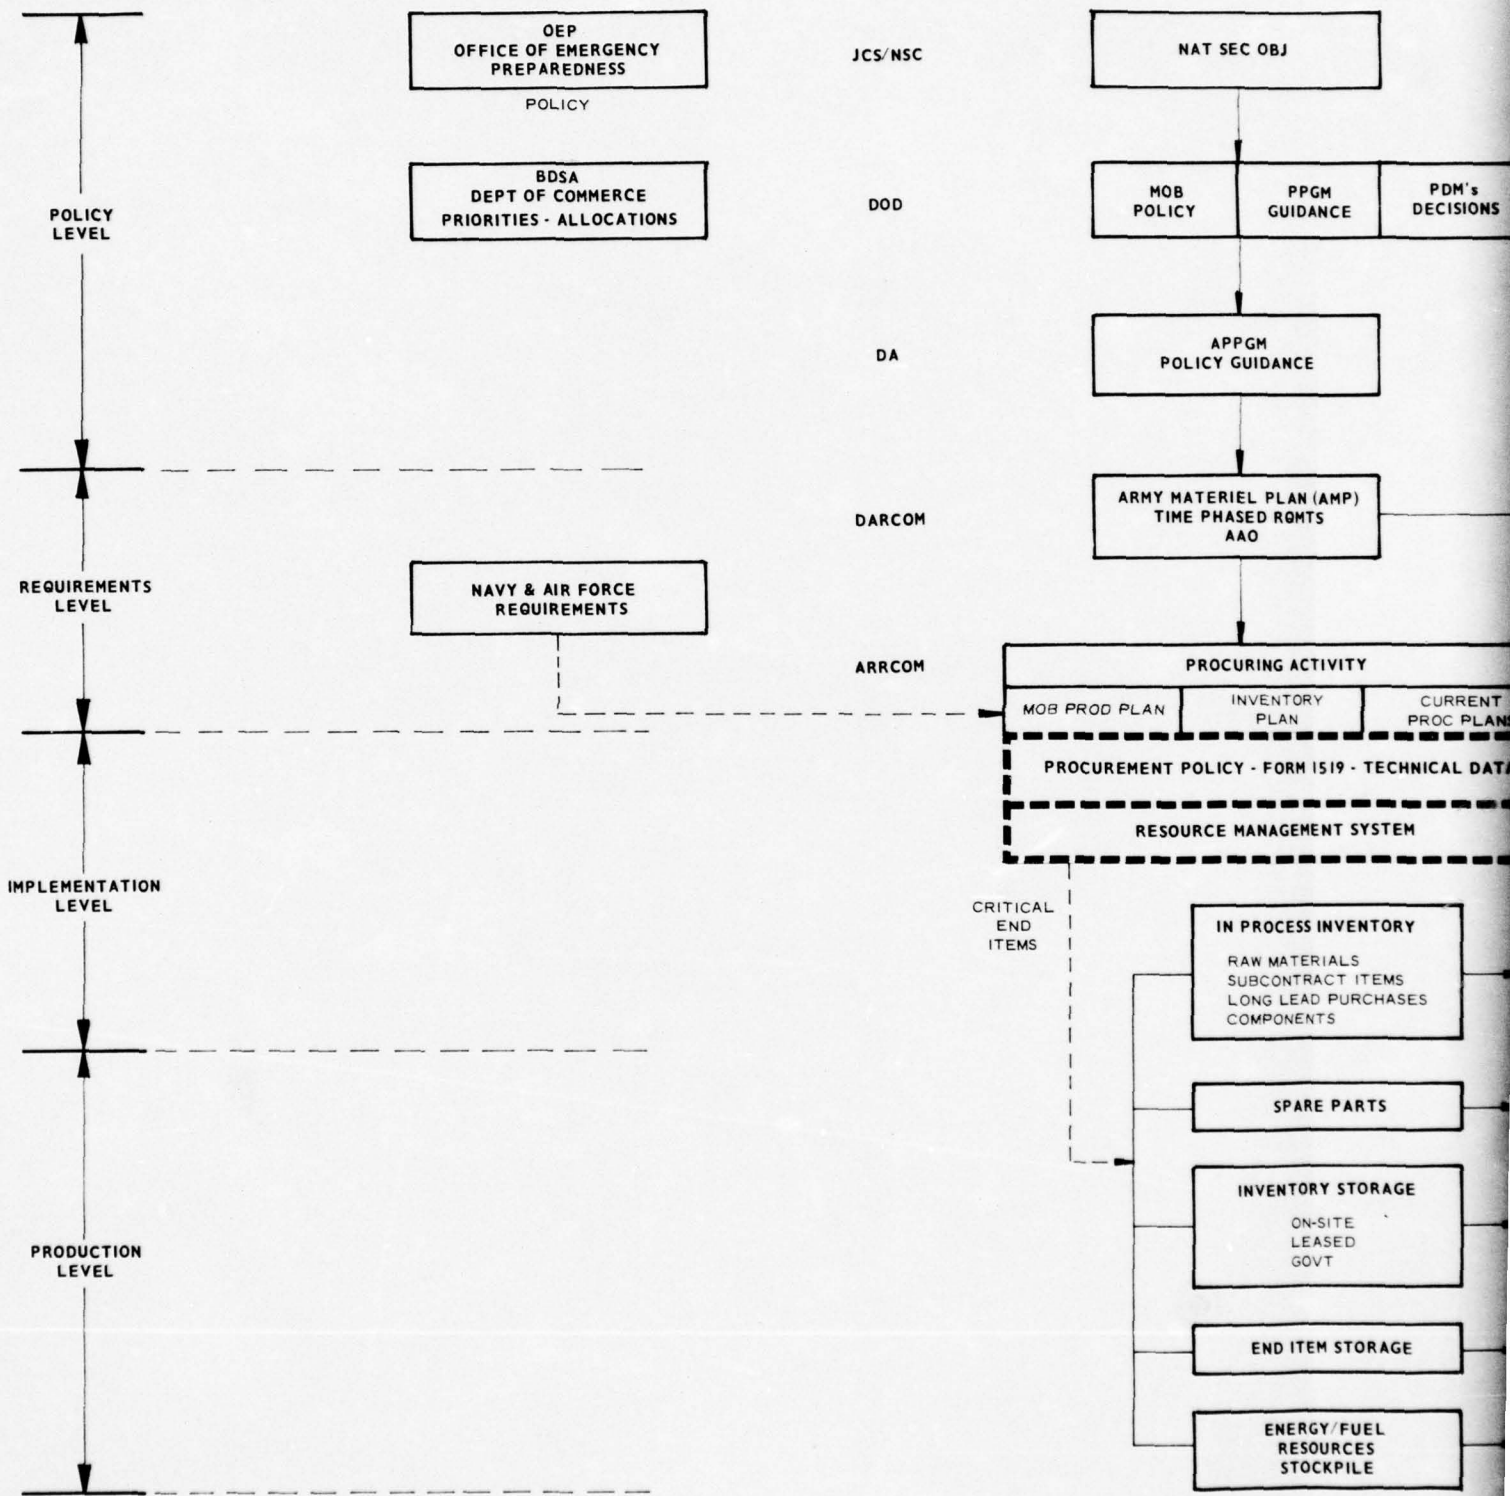 OEP
OFFICE OF EMERGENCY
PREPAREDNESS
POLICY
JCS/NSC
NAT SEC OBJ
BDSA
DEPT OF COMMERCE
PRIORITIES - ALLOCATIONS
DOD
MOB
POLICY
PPGM
GUIDANCE
PDM's
DECISIONS
POLICY
LEVEL
DA
APPGM
POLICY GUIDANCE
DARCOM
ARMY MATERIEL PLAN (AMP)
TIME PHASED RQMTS
AAO
REQUIREMENTS
LEVEL
NAVY & AIR FORCE
REQUIREMENTS
ARRCOM
PROCURING ACTIVITY
MOB PROD PLAN
INVENTORY
PLAN
CURRENT
PROC PLANS
PROCUREMENT POLICY - FORM 1519 - TECHNICAL DATA
RESOURCE MANAGEMENT SYSTEM
IMPLEMENTATION
LEVEL
CRITICAL
END
ITEMS
IN PROCESS INVENTORY
RAW MATERIALS
SUBCONTRACT ITEMS
LONG LEAD PURCHASES
COMPONENTS
SPARE PARTS
INVENTORY STORAGE
ON-SITE
LEASED
GOVT
PRODUCTION
LEVEL
END ITEM STORAGE
ENERGY/FUEL
RESOURCES
STOCKPILE